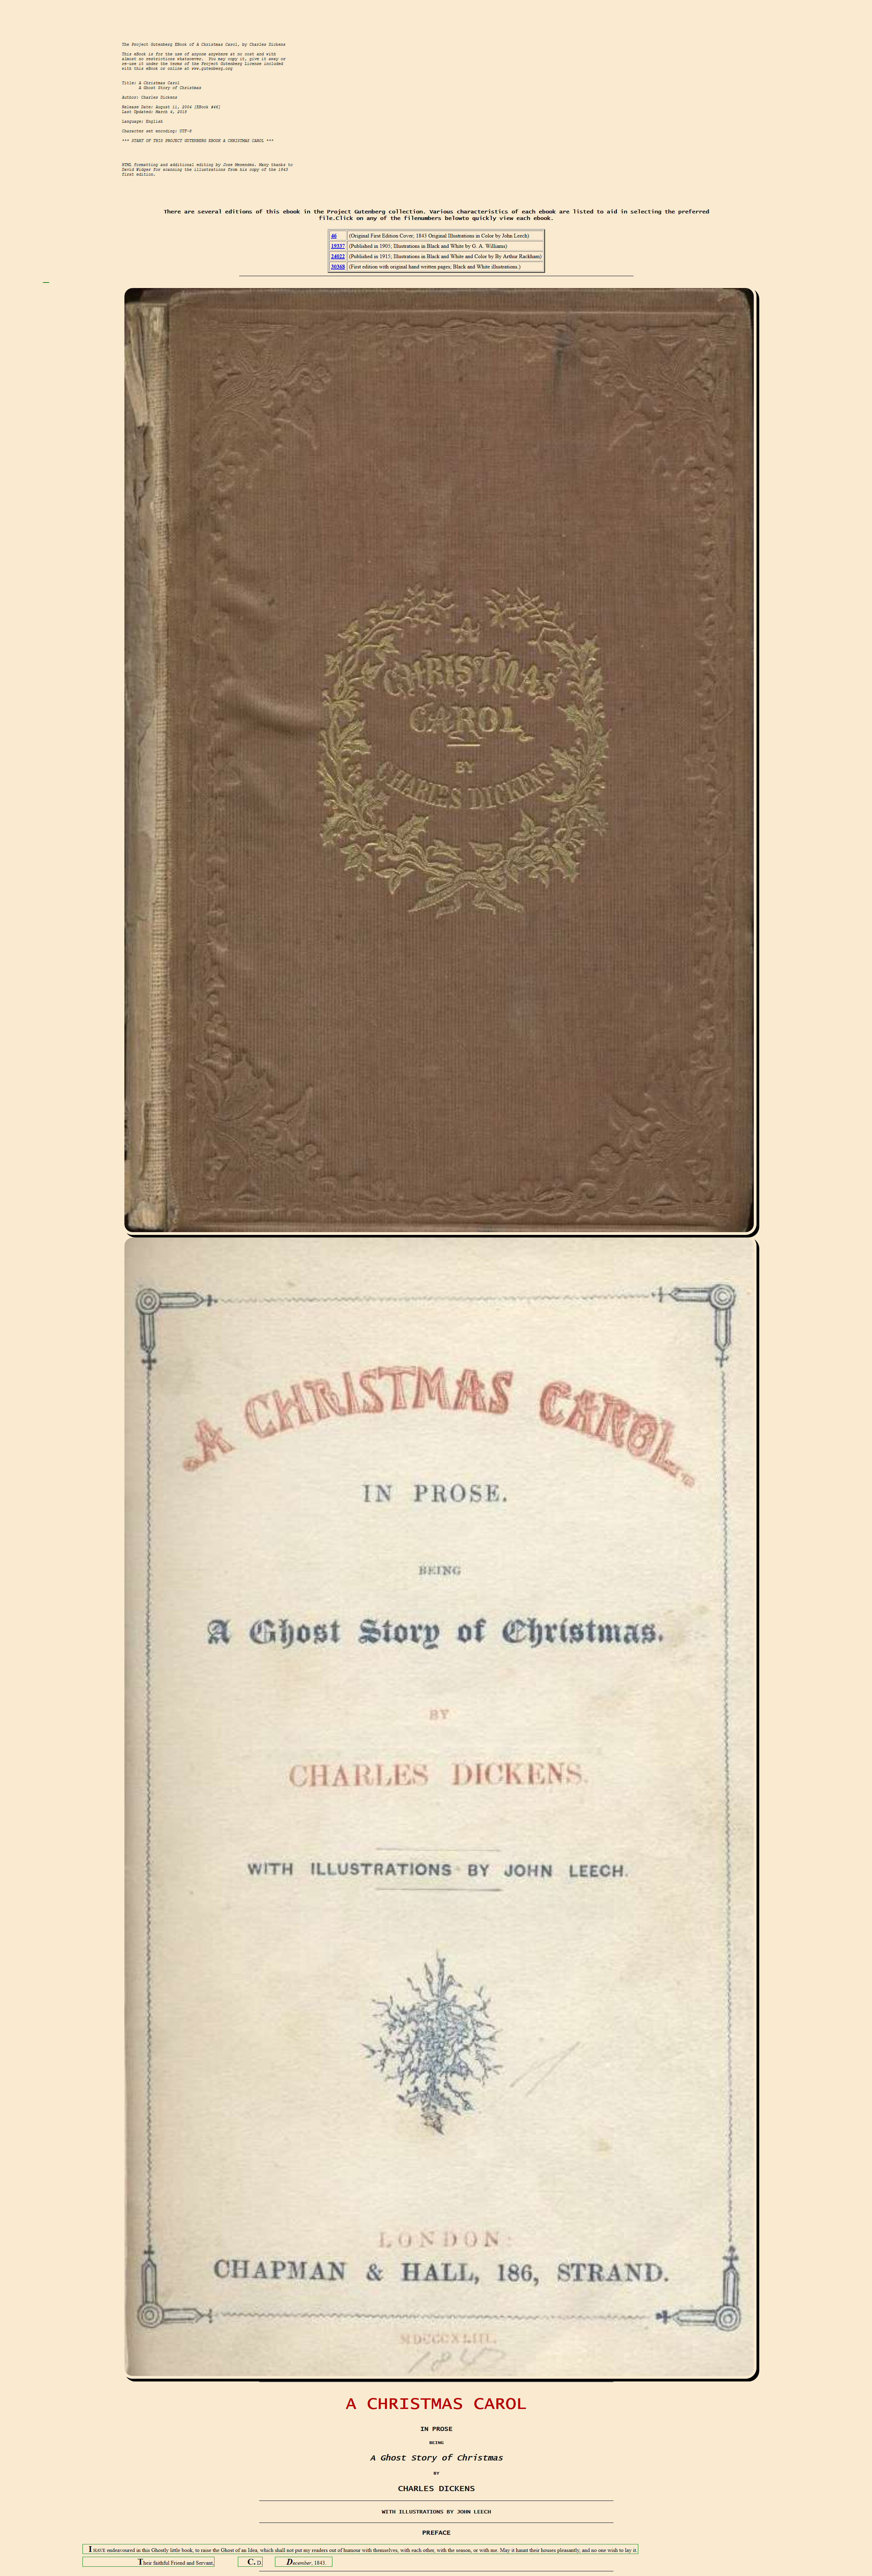 The Project Gutenberg EBook of A Christmas Carol, by Charles Dickens
This eBook is for the use of anyone anywhere at no cost and with
almost no restrictions whatsoever. You may copy it, give it away or
re-use it under the terms of the Project Gutenberg License included
with this eBook or online at www.gutenberg.org
Title: A Christmas Carol
A Ghost Story of Christmas
Author: Charles Dickens
Release Date: August 11, 2004 [EBook #46]
Last Updated: March 4, 2018
Language: English
Character set encoding: UTF-8
*** START OF THIS PROJECT GUTENBERG EBOOK A CHRISTMAS CAROL ***
HTML formatting and additional editing by Jose Menendez. Many thanks to
David Widger for scanning the illustrations from his copy of the 1843
first edition.
There are several editions of this ebook in the Project Gutenberg collection. Various characteristics of each ebook are listed to aid in selecting the preferred
file.Click on any of the filenumbers belowto quickly view each ebook.
46 (Original First Edition Cover; 1843 Original Illustrations in Color by John Leech)
19337 (Published in 1905; Illustrations in Black and White by G. A. Williams)
24022 (Published in 1915; Illustrations in Black and White and Color by By Arthur Rackham)
30368 (First edition with original hand written pages; Black and White illustrations.)
A
CHRISTMAS
CAROL
BY
CHARLES DICKENS
A CHRISTMAS CAROL.
IN PROSE.
BEING
A Ghost Story of Christmas.
BY
CHARLES DICKENS.
WITH ILLUSTRATIONS BY JOHN LEECH.
LONDON:
CHAPMAN & HALL, 186, STRAND.
MDCCCXLIII.
A CHRISTMAS CAROL
IN PROSE
BEING
A Ghost Story of Christmas
BY
CHARLES DICKENS
WITH ILLUSTRATIONS BY JOHN LEECH
PREFACE
I HAVE endeavoured in this Ghostly little book, to raise the Ghost of an Idea, which shall not put my readers out of humour with themselves, with each other, with the season, or with me. May it haunt their houses pleasantly, and no one wish to lay it.
Their faithful Friend and Servant, C. D. December, 1843.